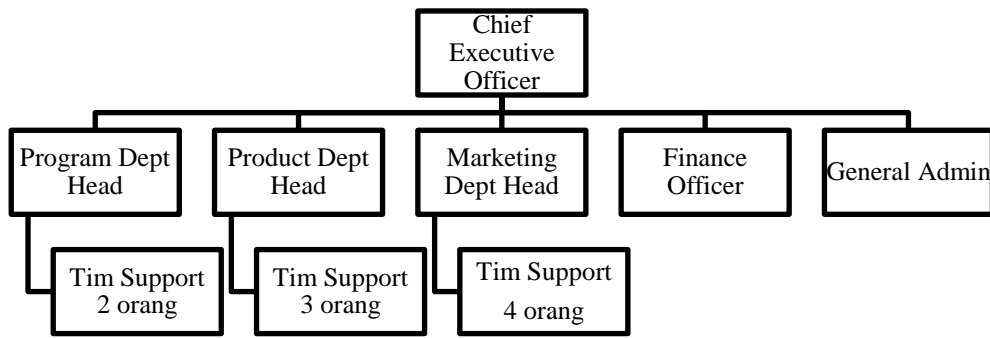 Chief
Executive
Officer
Program Dept
Head
Product Dept
Head
Marketing
Dept Head
Finance
Officer
General Admin
Tim Support
2 orang
Tim Support
3 orang
Tim Support
4 orang